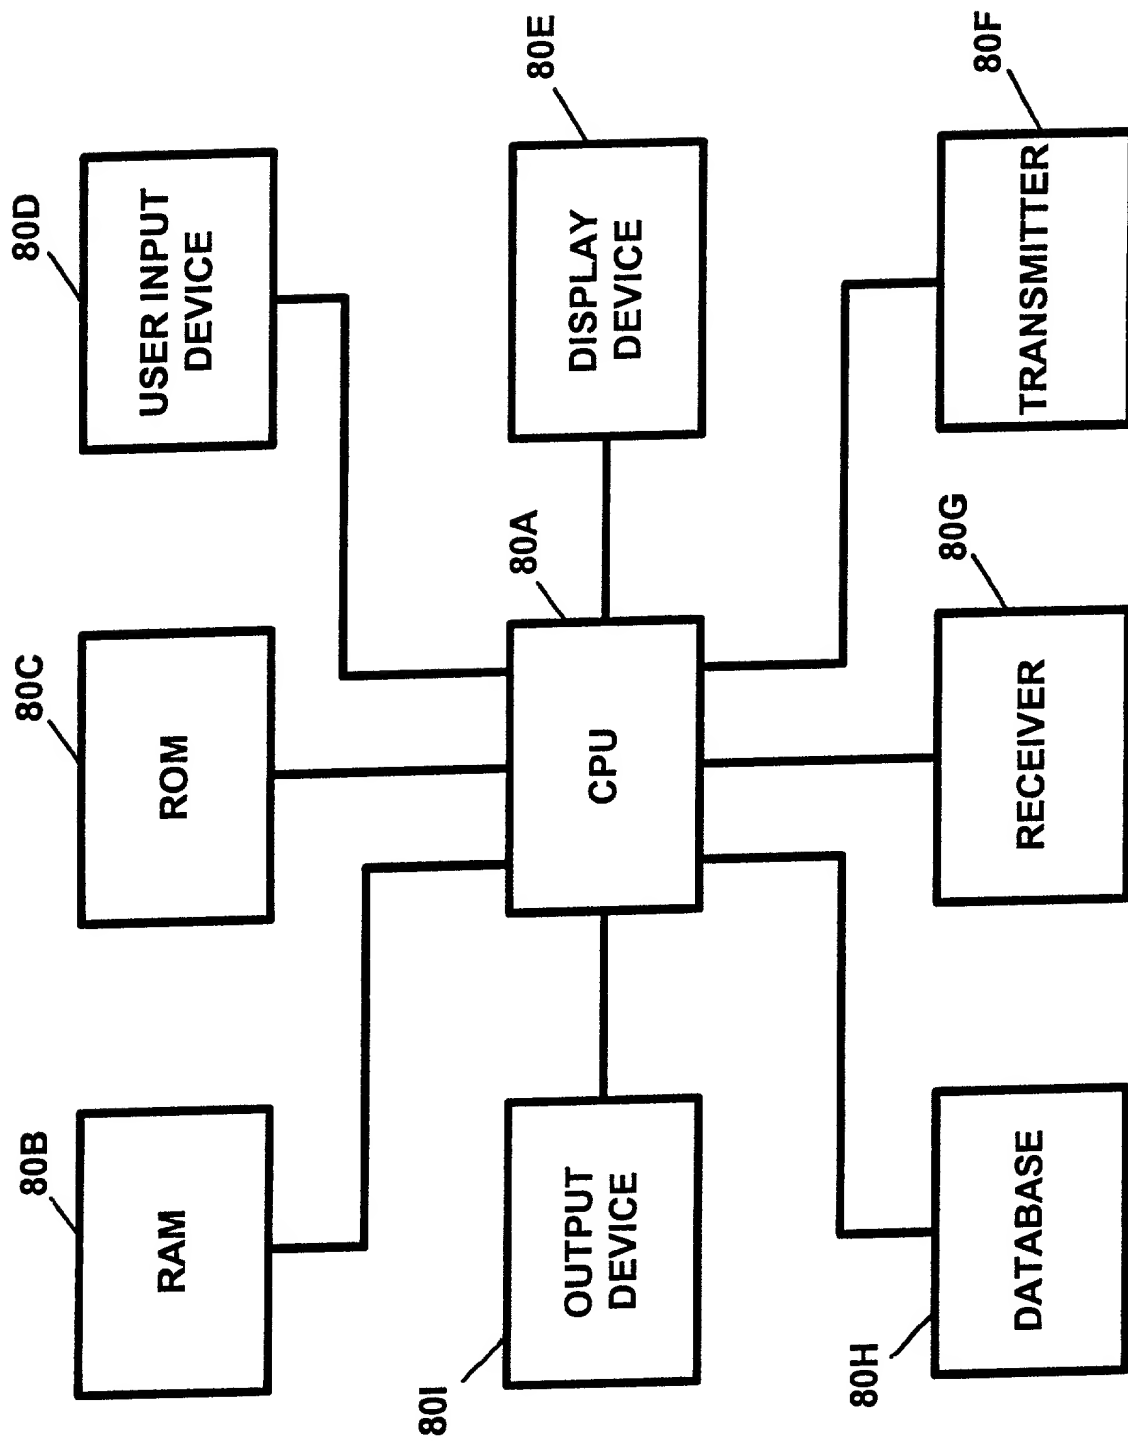 80B
RAM
80C
ROM
80D
USER INPUT
DEVICE
80I
OUTPUT
DEVICE
80A
CPU
80E
DISPLAY
DEVICE
80H
DATABASE
80G
RECEIVER
80F
TRANSMITTER